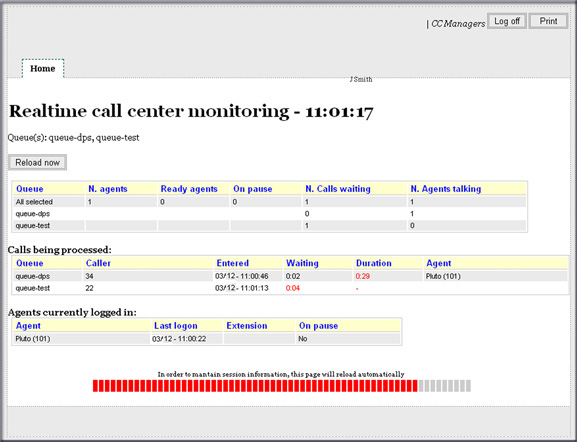 | CC Managers Log off Print
Home
J Smith
Realtime call center monitoring - 11:01:17
Queue(s): queue-dps, queue-test
Reload now
Queue N. agents Ready agents On pause N. Calls waiting N. Agents talking
All selected 1 0 0 1 1
queue-dps 0 1
queue-test 1 0
Calls being processed:
Queue Caller Entered Waiting Duration Agent
queue-dps 34 03/12 - 11:00:46 0:02 0:29 Pluto (101)
queue-test 22 03/12 - 11:01:13 0:04 -
Agents currently logged in:
Agent Last logon Extension On pause
Pluto (101) 03/12 - 11:00:22 No
In order to mantain session information, this page will reload automatically